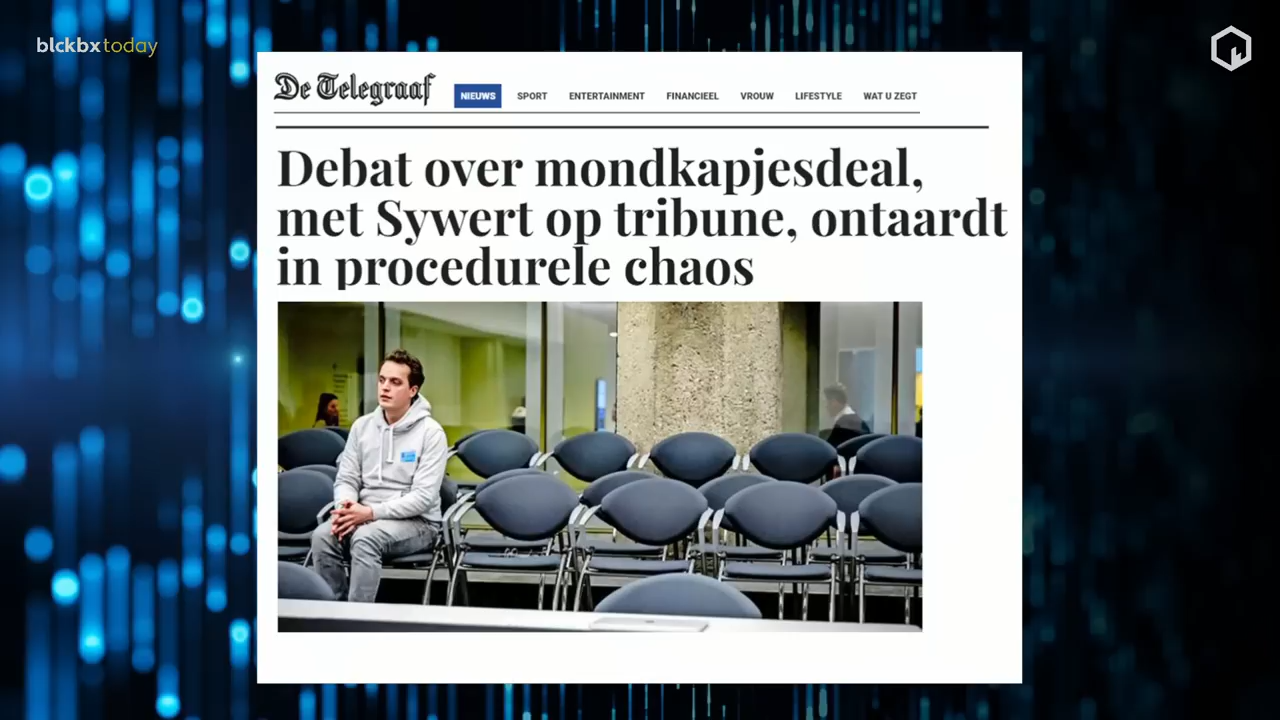 blckbxtoday
De Telegraaf
NIEUWS SPORT ENTERTAINMENT FINANCIEEL VROUW LIFESTYLE WAT U ZEGT
Debat over mondkapjesdeal,
met Sywert op tribune, ontaardt
in procedurele chaos